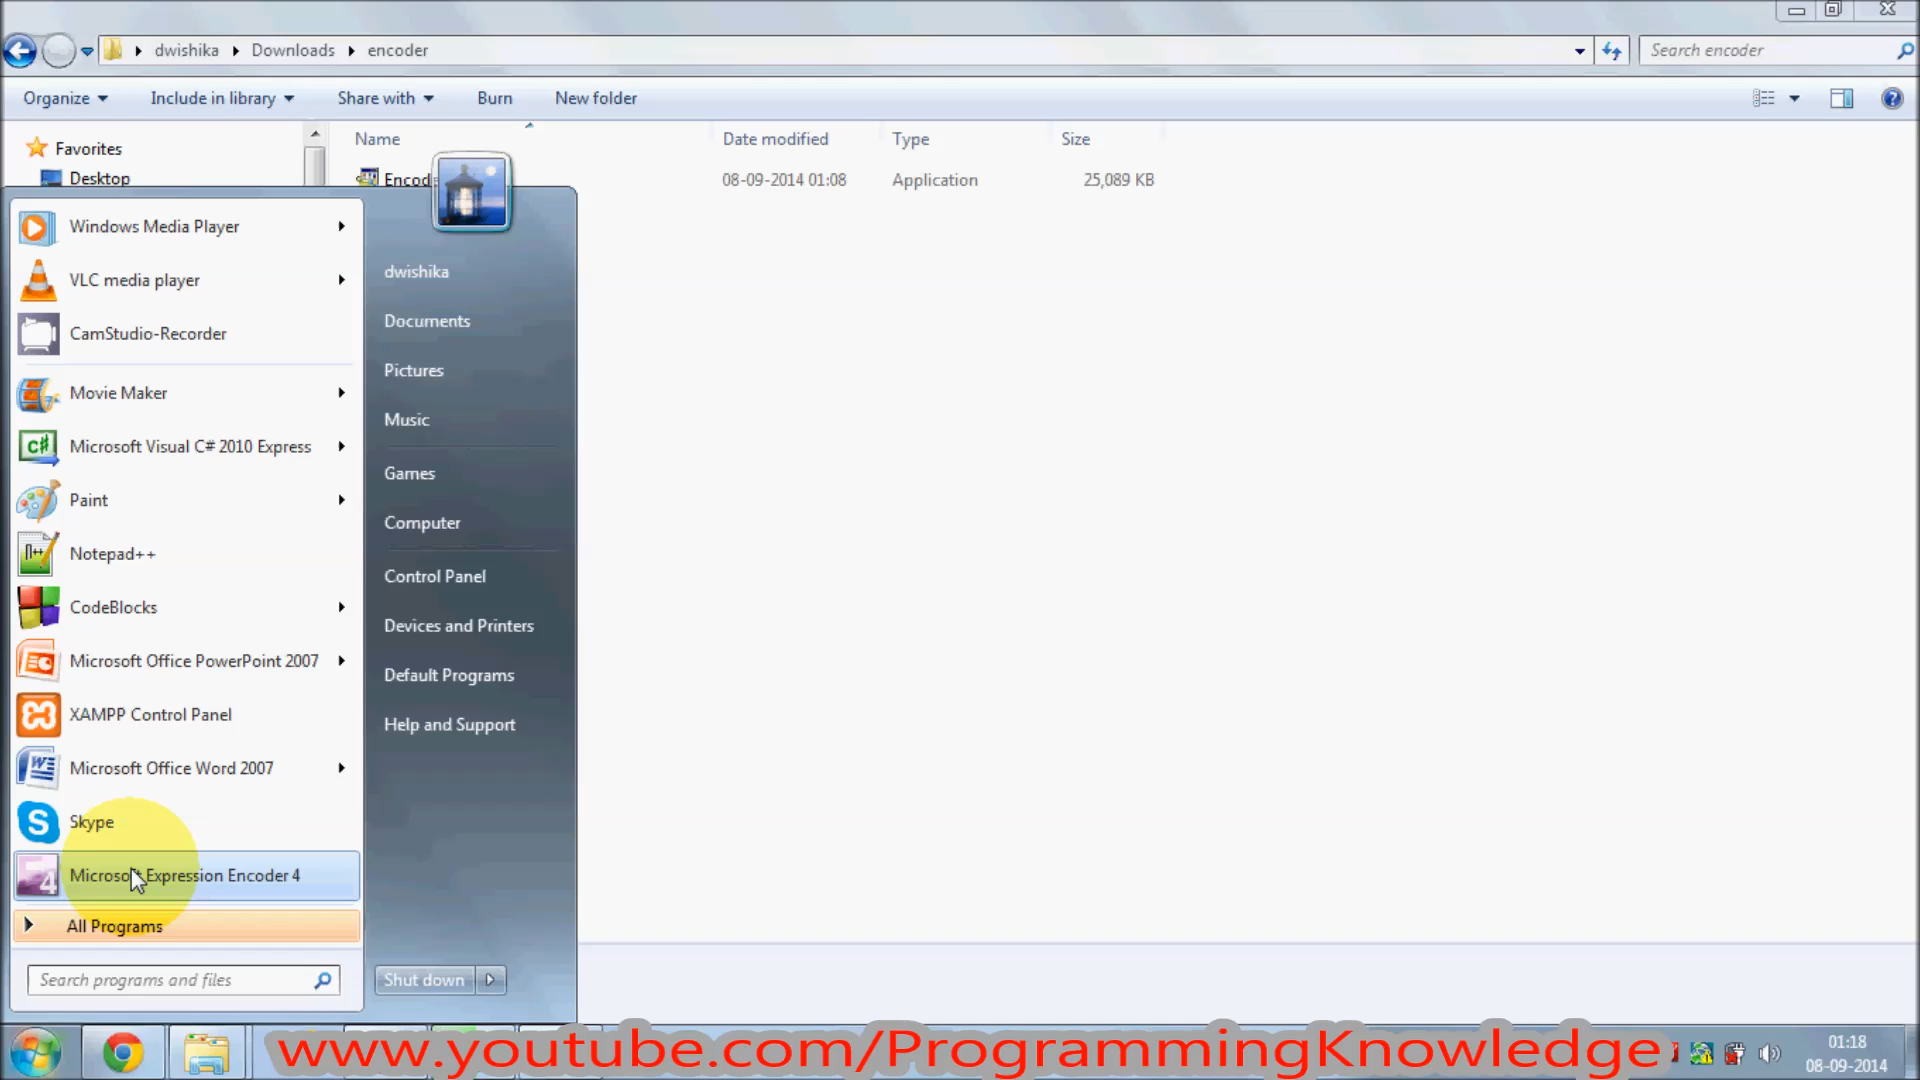 dwishika Downloads encoder
Search encoder
Organize Include in library Share with Burn New folder
Name Date modified Type Size
Favorites
Desktop
08-09-2014 01:08 Application 25,089 KB
Windows Media Player
VLC media player
CamStudio-Recorder
Movie Maker
Microsoft Visual C# 2010 Express
Paint
Notepad++
CodeBlocks
Microsoft Office PowerPoint 2007
XAMPP Control Panel
Microsoft Office Word 2007
Skype
Microsoft Expression Encoder 4
All Programs
Search programs and files
dwishika
Documents
Pictures
Music
Games
Computer
Control Panel
Devices and Printers
Default Programs
Help and Support
Shut down
www.youtube.com/ProgrammingKnowledge
01:18
08-09-2014